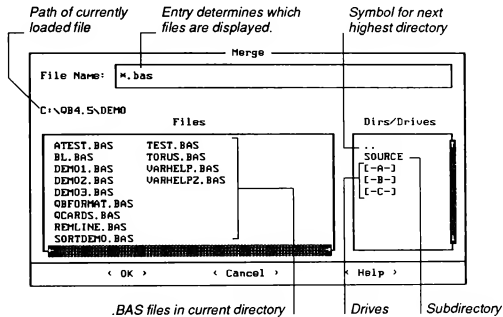 Path of currently loaded file
Entry determines which files are displayed.
Symbol for next highest directory
Merge
File Name: *.bas
C:\QB4.5\DEMO
Files
Dirs/Drives
ATEST.BAS TEST.BAS
BL.BAS TORUS.BAS
DEMO1.BAS VARHELP.BAS
DEMO2.BAS VARHELP2.BAS
DEMO3.BAS
QBFORMAT.BAS
QCARDS.BAS
REMLINE.BAS
SORTDEMO.BAS
..
SOURCE
[-A-]
[-B-]
[-C-]
< OK > < Cancel > < Help >
.BAS files in current directory
Drives
Subdirectory